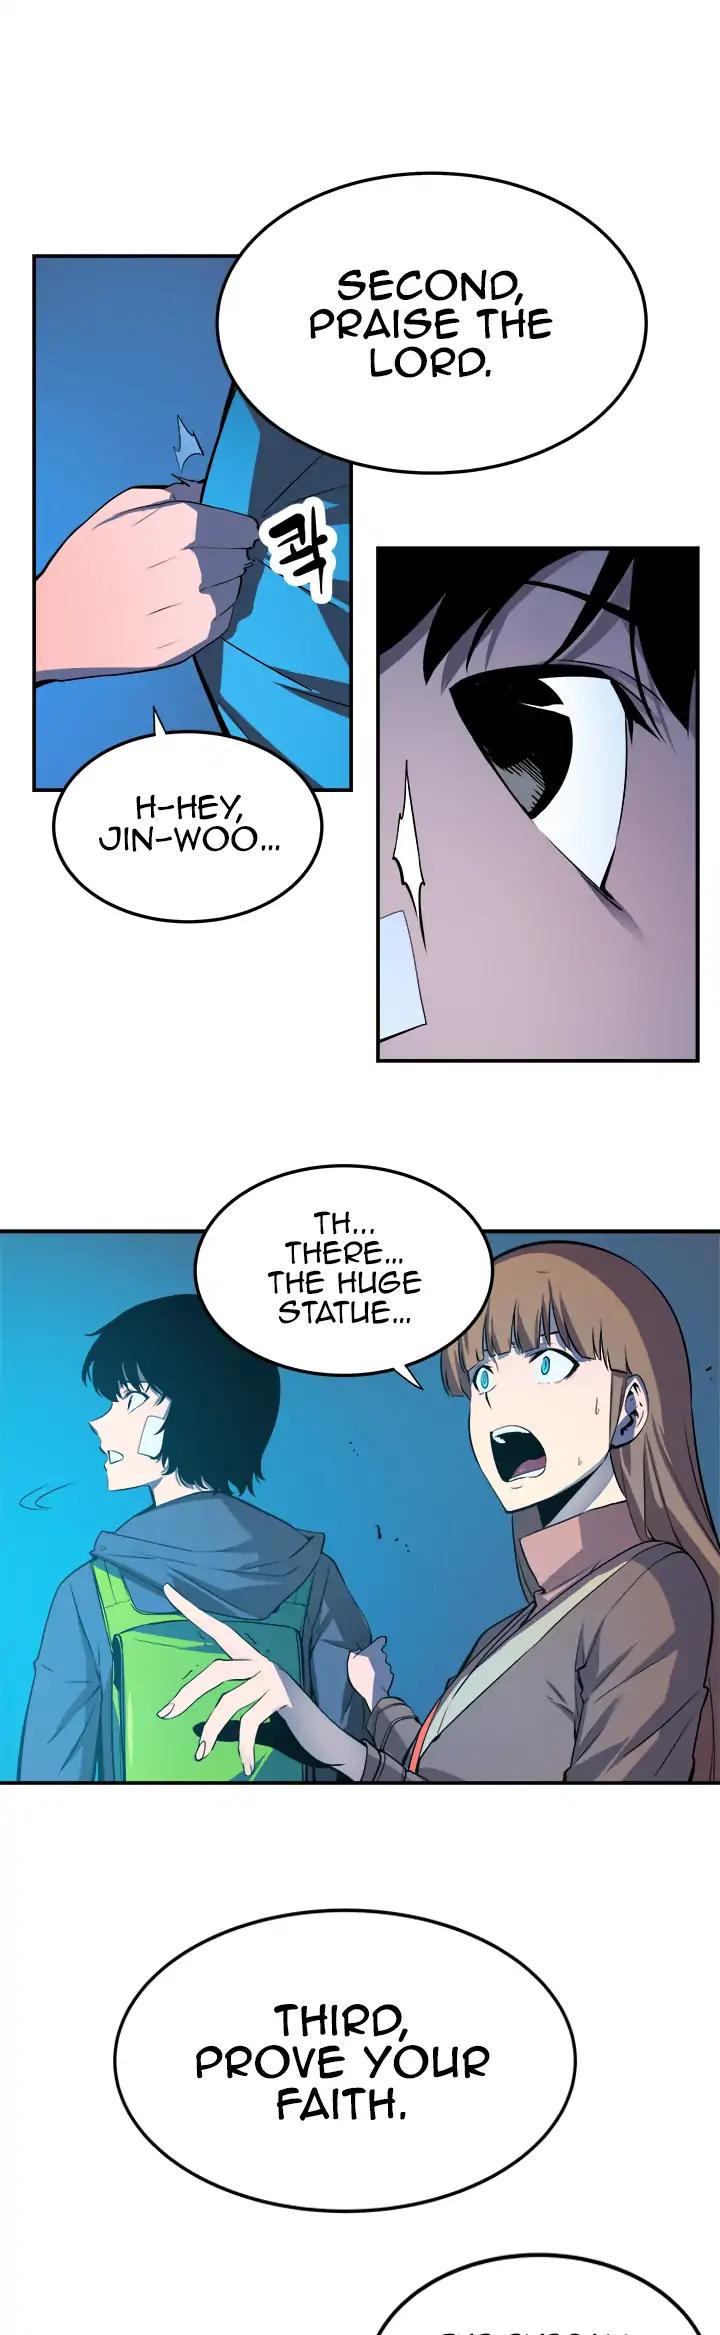 SECOND,
PRAISE THE
LORD.
콱
H-HEY,
JIN-WOO...
TH...
THERE...
THE HUGE
STATUE...
THIRD,
PROVE YOUR
FAITH.